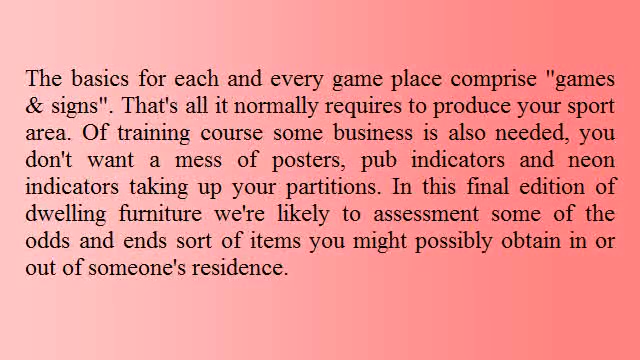 The basics for each and every game place comprise "games
& signs". That's all it normally requires to produce your sport
area. Of training course some business is also needed, you
don't want a mess of posters, pub indicators and neon
indicators taking up your partitions. In this final edition of
dwelling furniture we're likely to assessment some of the
odds and ends sort of items you might possibly obtain in or
out of someone's residence.